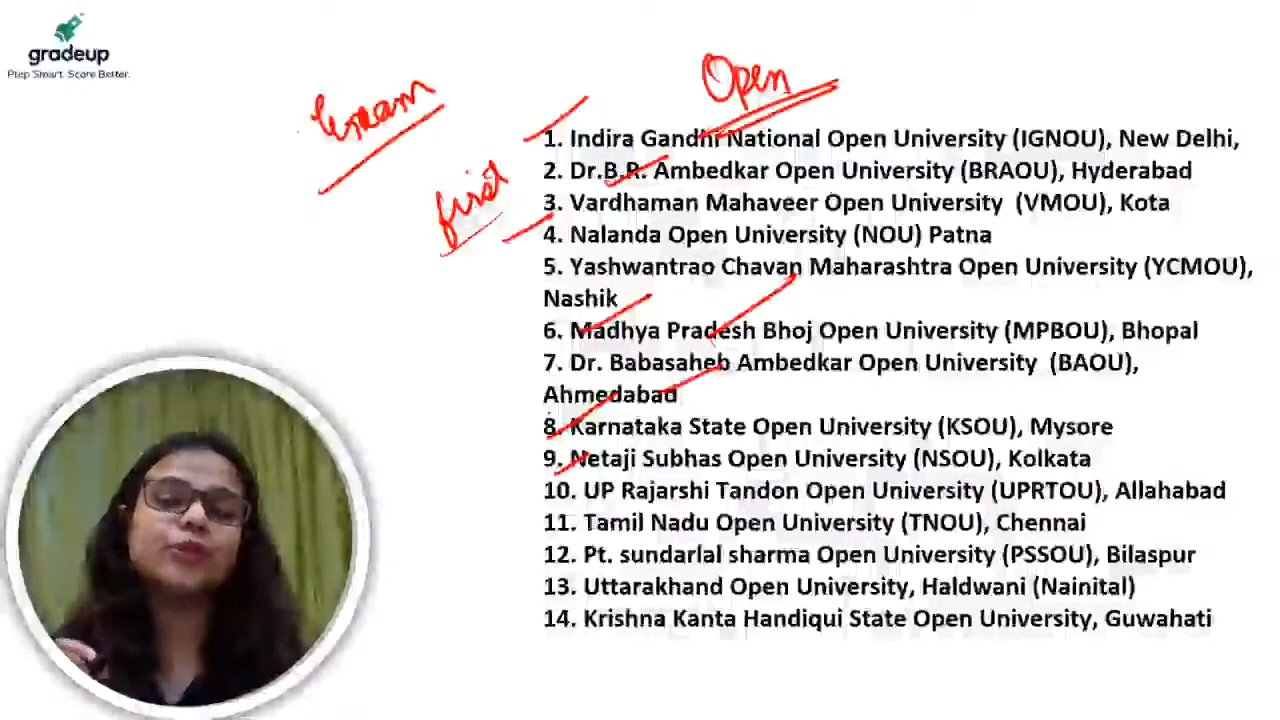 gradeup
Prep Smart. Score Better.
Exam
Open
first
1. Indira Gandhi National Open University (IGNOU), New Delhi,
2. Dr.B.R. Ambedkar Open University (BRAOU), Hyderabad
3. Vardhaman Mahaveer Open University (VMOU), Kota
4. Nalanda Open University (NOU) Patna
5. Yashwantrao Chavan Maharashtra Open University (YCMOU),
Nashik
6. Madhya Pradesh Bhoj Open University (MPBOU), Bhopal
7. Dr. Babasaheb Ambedkar Open University (BAOU),
Ahmedabad
8. Karnataka State Open University (KSOU), Mysore
9. Netaji Subhas Open University (NSOU), Kolkata
10. UP Rajarshi Tandon Open University (UPRTOU), Allahabad
11. Tamil Nadu Open University (TNOU), Chennai
12. Pt. sundarlal sharma Open University (PSSOU), Bilaspur
13. Uttarakhand Open University, Haldwani (Nainital)
14. Krishna Kanta Handiqui State Open University, Guwahati